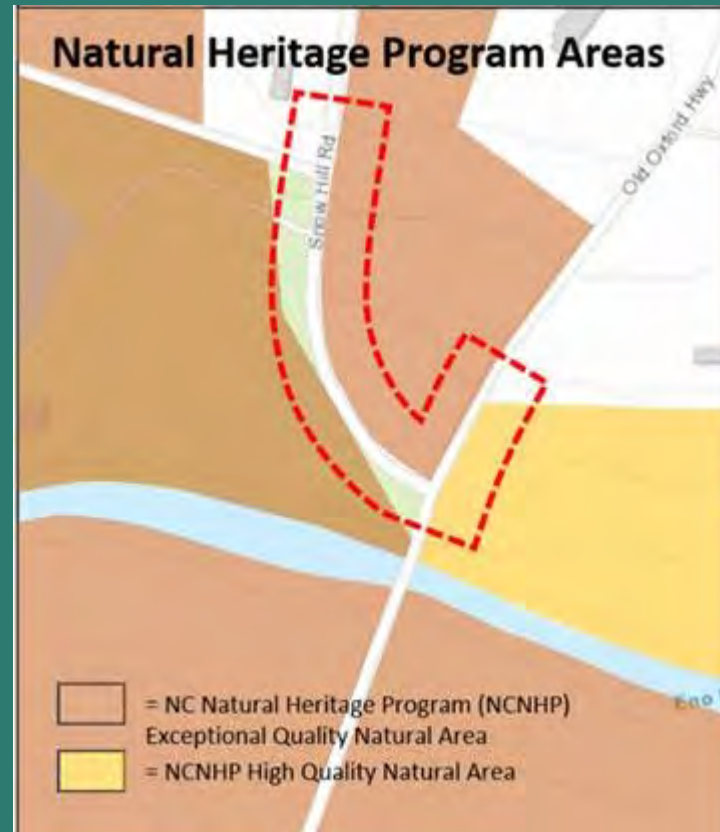 Natural Heritage Program Areas
Snow Hill Rd
Old Oxford Hwy
Eno
= NC Natural Heritage Program (NCNHP)
Exceptional Quality Natural Area
= NCNHP High Quality Natural Area